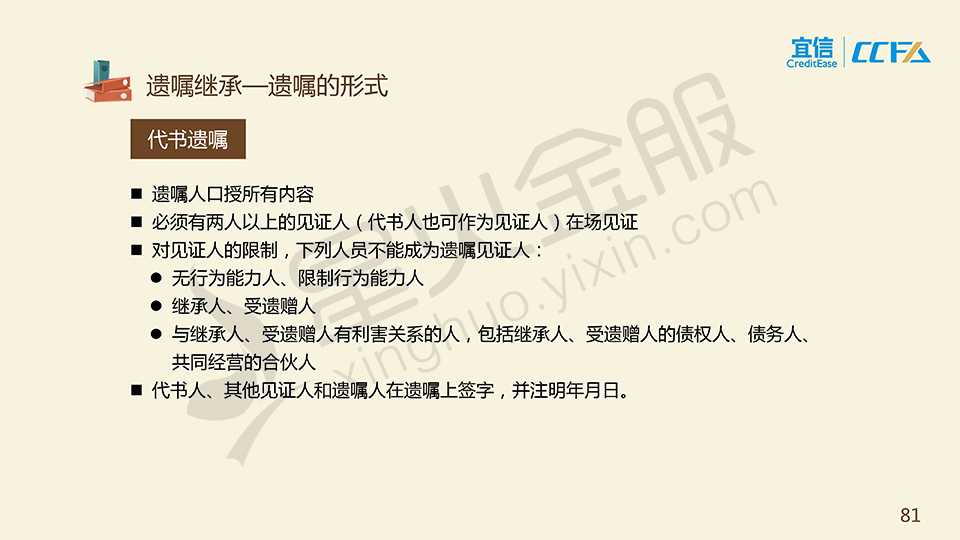 宜信
CreditEase
CCFA
遗嘱继承—遗嘱的形式
代书遗嘱
■ 遗嘱人口授所有内容
■ 必须有两人以上的见证人（代书人也可作为见证人）在场见证
■ 对见证人的限制，下列人员不能成为遗嘱见证人：
● 无行为能力人、限制行为能力人
● 继承人、受遗赠人
● 与继承人、受遗赠人有利害关系的人，包括继承人、受遗赠人的债权人、债务人、
共同经营的合伙人
■ 代书人、其他见证人和遗嘱人在遗嘱上签字，并注明年月日。
星火金服
xinghuo.yixin.com
81